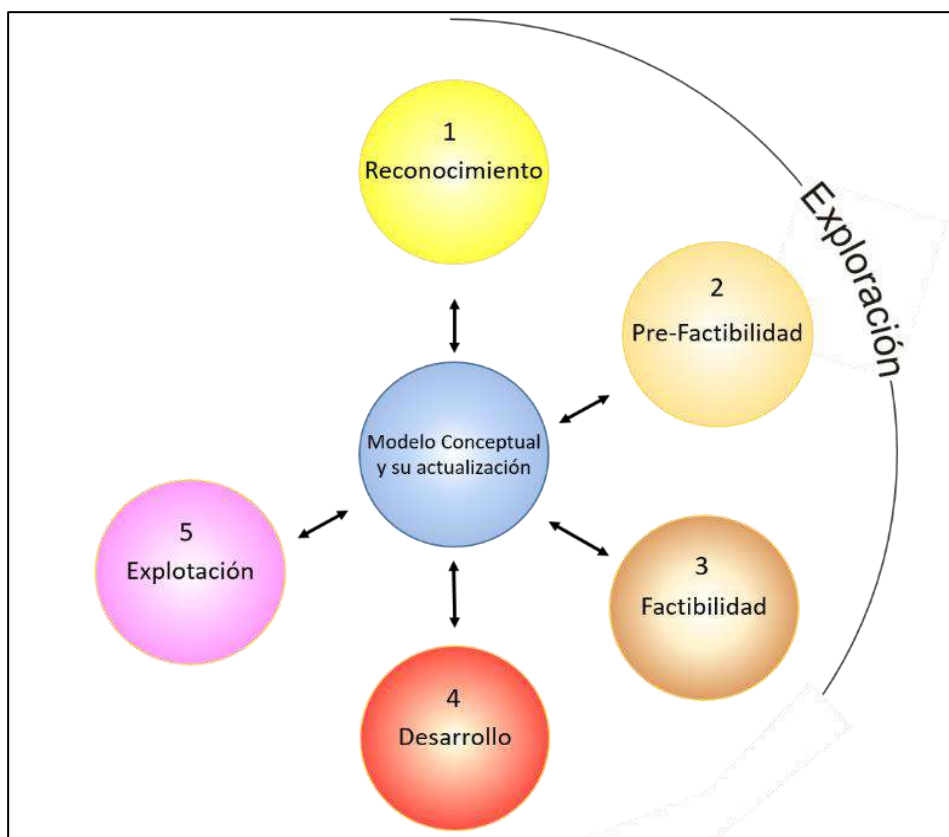 1
Reconocimiento
Exploración
2
Pre-Factibilidad
Modelo Conceptual
y su actualización
3
Factibilidad
4
Desarrollo
5
Explotación